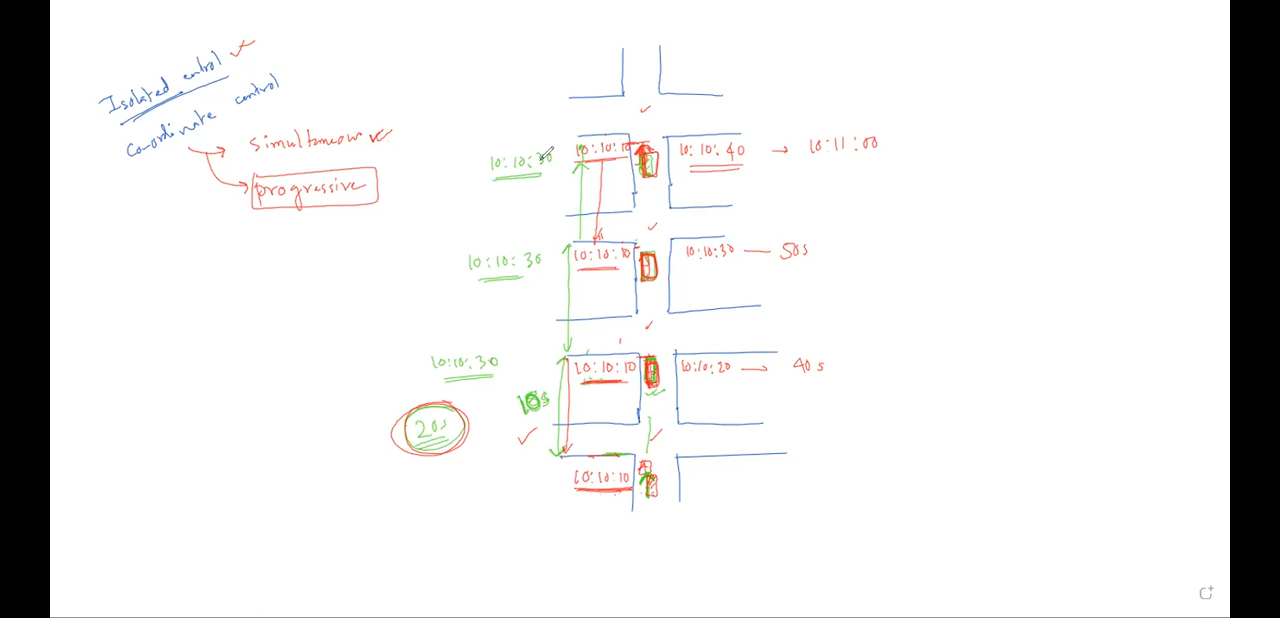 Isolated control ✓
co-ordinate control
simultaneous ✓
progressive
10:10:30 10:10:10 10:10:40 → 10:11:00
10:10:30 10:10:10 10:10:30 — 50s
10:10:30 10:10:10 10:10:20 → 40s
10s
20s
10:10:10